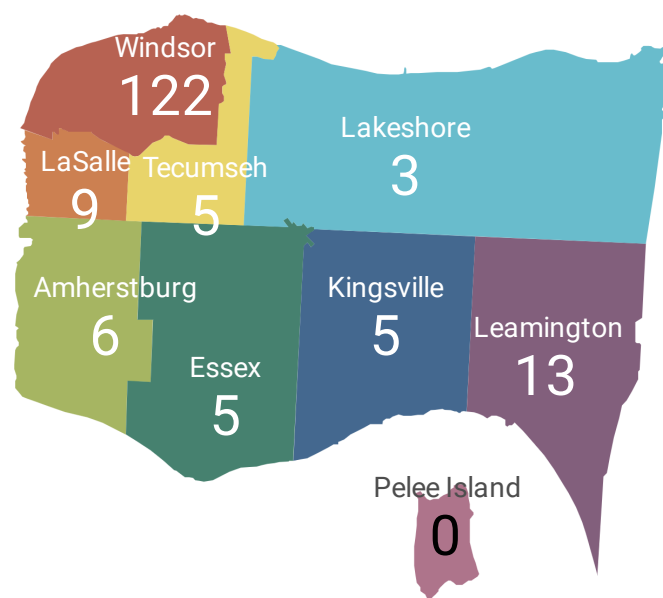 Windsor
122
Lakeshore
3
LaSalle
9
Tecumseh
5
Amherstburg
6
Essex
5
Kingsville
5
Leamington
13
Pelee Island
0